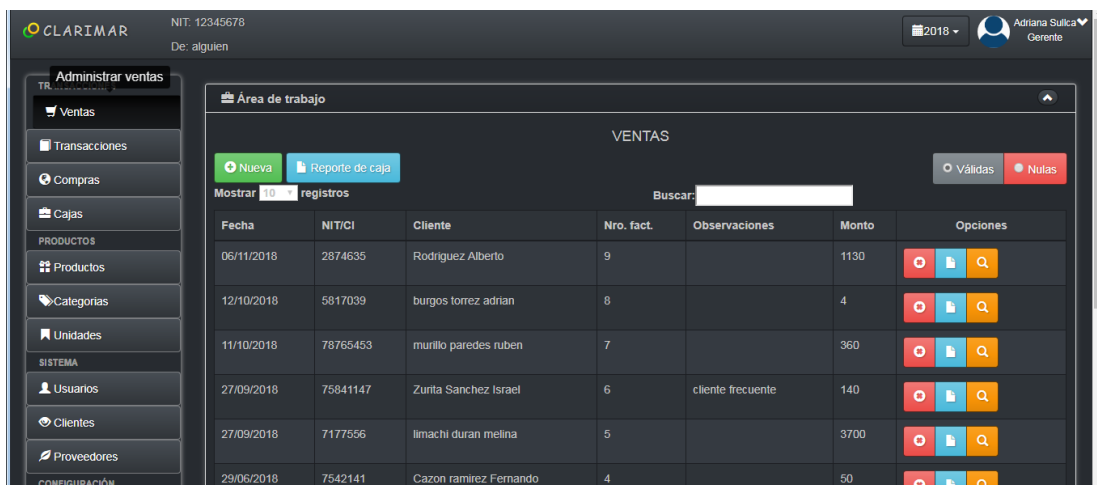 CLARIMAR
NIT: 12345678
De: alguien
2018
Adriana Sullca
Gerente
Administrar ventas
Ventas
Transacciones
Compras
Cajas
PRODUCTOS
Productos
Categorias
Unidades
SISTEMA
Usuarios
Clientes
Proveedores
CONFIGURACIÓN
Área de trabajo
VENTAS
Nueva Reporte de caja
Válidas Nulas
Mostrar 10 registros Buscar:
Fecha NIT/CI Cliente Nro. fact. Observaciones Monto Opciones
06/11/2018 2874635 Rodriguez Alberto 9 1130
12/10/2018 5817039 burgos torrez adrian 8 4
11/10/2018 78765453 murillo paredes ruben 7 360
27/09/2018 75841147 Zurita Sanchez Israel 6 cliente frecuente 140
27/09/2018 7177556 limachi duran melina 5 3700
29/06/2018 7542141 Cazon ramirez Fernando 4 50